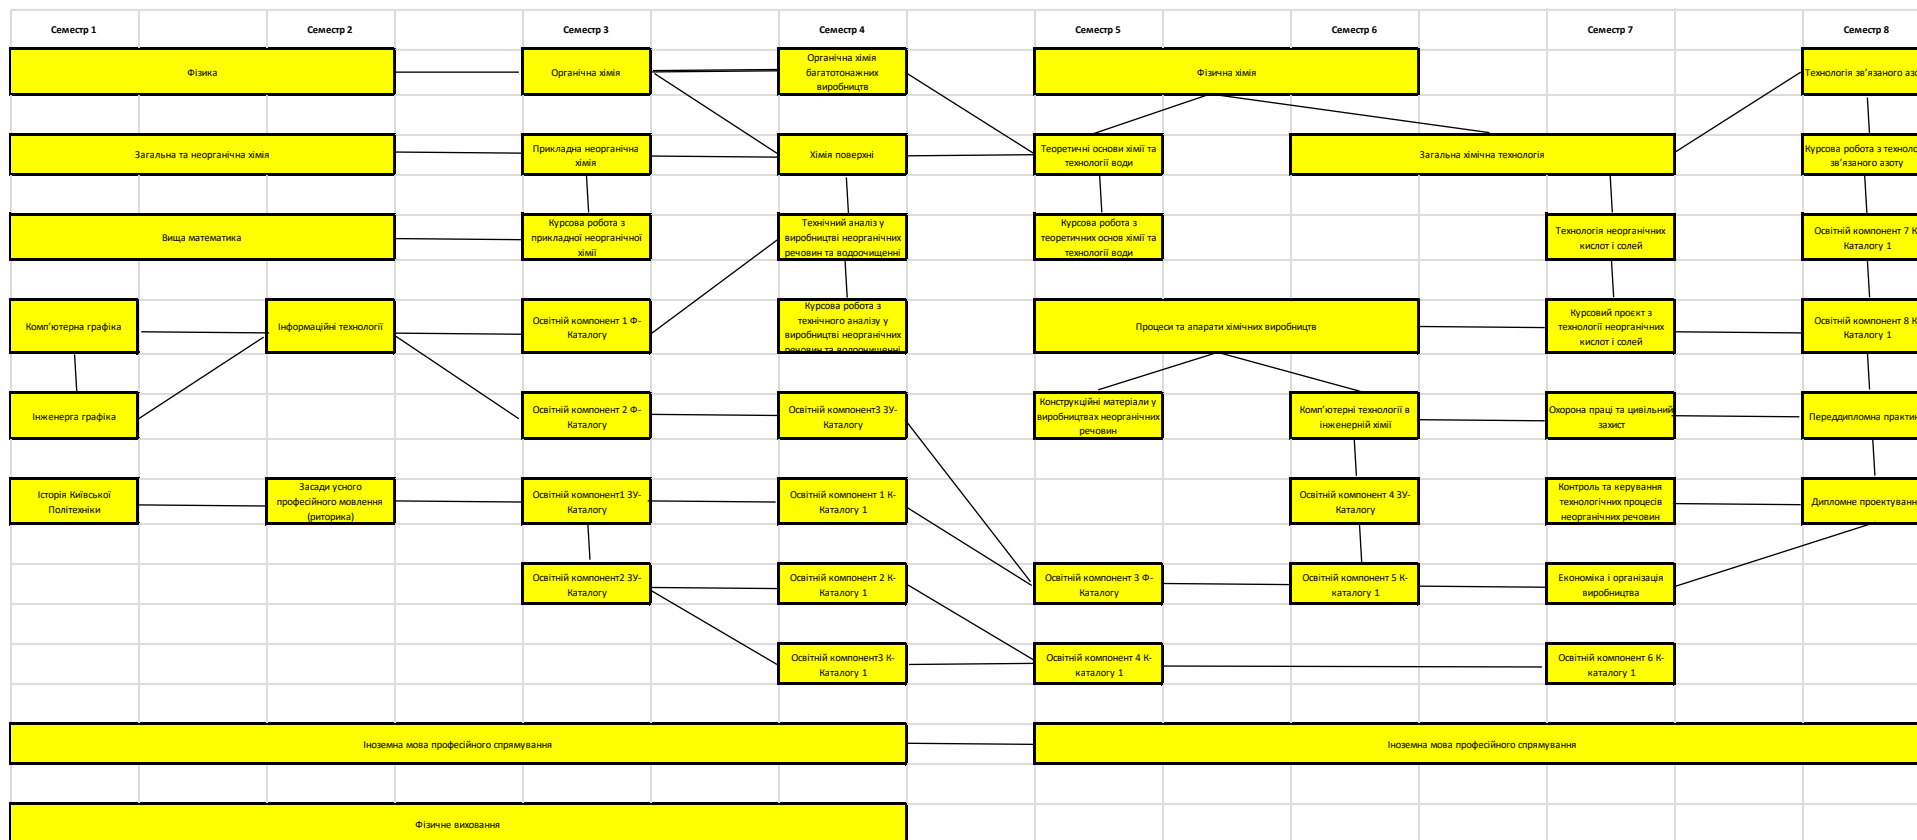 Семестр 1
Семестр 2
Семестр 3
Семестр 4
Семестр 5
Семестр 6
Семестр 7
Семестр 8
Фізика
Органічна хімія
Органічна хімія
багатотонажних
виробництв
Фізична хімія
Технологія зв'язаного
Загальна та неорганічна хімія
Прикладна неорганічна
хімія
Хімія поверхні
Теоретичні основи хімії та
технології води
Загальна хімічна технологія
Курсова робота з
зв'язаного азоту
Вища математика
Курсова робота з
прикладної неорганічної
хімії
Технічний аналіз у
виробництві неорганічних
речовин та водоочищенні
Курсова робота з
теоретичних основ хімії та
технології води
Технологія неорганічних
кислот і солей
Освітній компонент 7 К
Каталогу 1
Комп'ютерна графіка
Інформаційні технології
Освітній компонент 1 Ф-
Каталогу
Курсова робота з
технічного аналізу у
виробництві неорганічних
речовин та водоочищенні
Процеси та апарати хімічних виробництв
Курсовий проєкт з
технології неорганічних
кислот і солей
Освітній компонент 8 К
Каталогу 1
Інженерга графіка
Освітній компонент 2 Ф-
Каталогу
Освітній компонент3 ЗУ-
Каталогу
Конструкційні матеріали у
виробництвах неорганічних
речовин
Комп'ютерні технології в
інженерній хімії
Охорона праці та цивільний
захист
Переддипломна
Історія Київської
Політехніки
Засади усного
професійного мовлення
(риторика)
Освітній компонент1 ЗУ-
Каталогу
Освітній компонент 1 К-
Каталогу 1
Освітній компонент 4 ЗУ-
Каталогу
Контроль та керування
технологічних процесів
неорганічних речовин
Дипломне
Освітній компонент2 ЗУ-
Каталогу
Освітній компонент 2 К-
Каталогу 1
Освітній компонент 3 Ф-
Каталогу
Освітній компонент 5 К-
каталогу 1
Економіка і організація
виробництва
Освітній компонент3 К-
Каталогу 1
Освітній компонент 4 К-
каталогу 1
Освітній компонент 6 К-
каталогу 1
Іноземна мова професійного спрямування
Іноземна мова професійного спрямування
Фізичне виховання